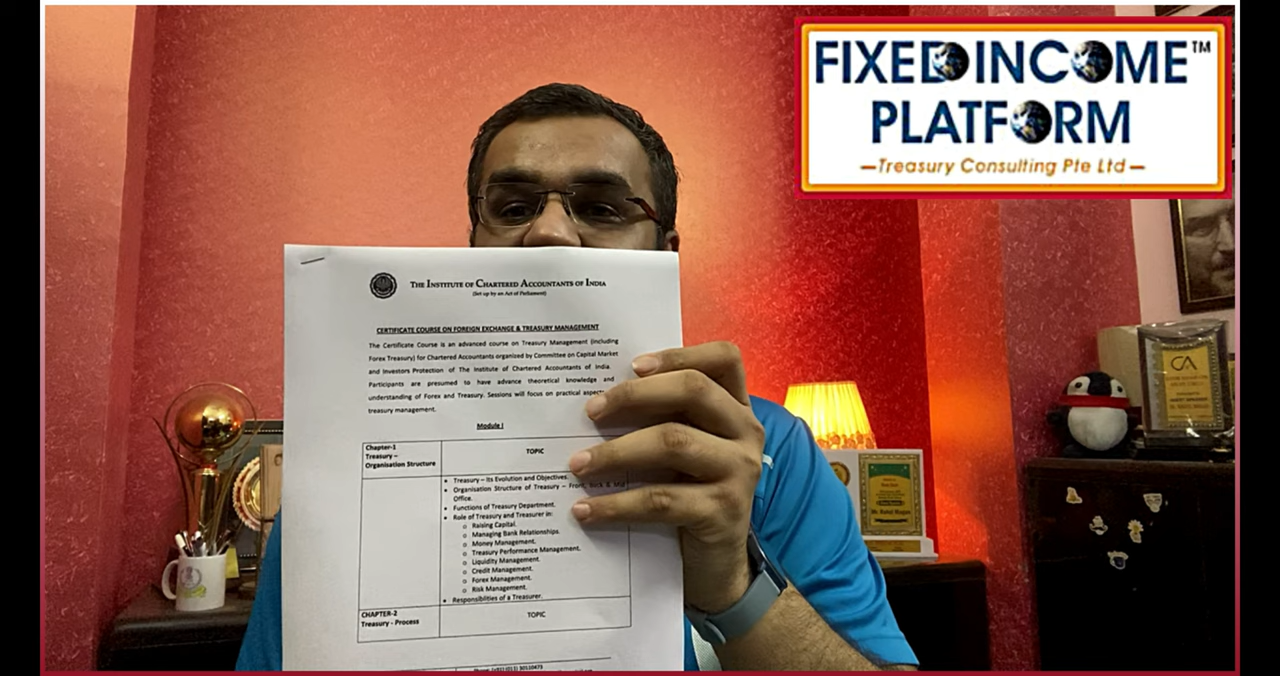 FIXED INCOME™
PLATFORM
—Treasury Consulting Pte Ltd—
THE INSTITUTE OF CHARTERED ACCOUNTANTS OF INDIA
(Set up by an Act of Parliament)
CERTIFICATE COURSE ON FOREIGN EXCHANGE & TREASURY MANAGEMENT
The Certificate Course is an advanced course on Treasury Management (including
Forex Treasury) for Chartered Accountants organised by Committee on Capital Market
and Investors Protection of The Institute of Chartered Accountants of India.
Participants are presumed to have advance theoretical knowledge and
understanding of Forex and Treasury. Sessions will focus on practical
treasury management.
Module I
Chapter-1
Treasury –
Organisation Structure
TOPIC
• Treasury – Its Evolution and Objectives.
• Organisation Structure of Treasury – Front, Back & Mid
Office.
• Functions of Treasury Department.
• Role of Treasury and Treasurer in:
o Raising Capital.
o Managing Bank Relationships.
o Money Management.
o Treasury Performance Management.
o Liquidity Management.
o Credit Management.
o Forex Management.
o Risk Management.
• Responsibilities of a Treasurer.
CHAPTER-2
Treasury - Process
TOPIC
CA